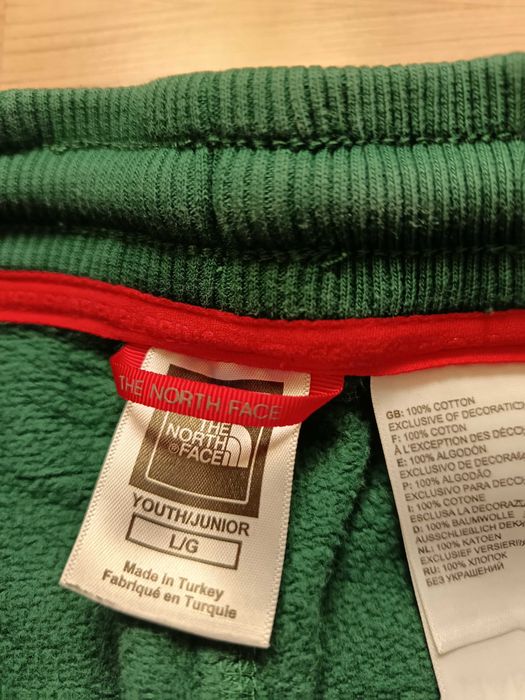 THE NORTH FACE
THE
NORTH
FACE
YOUTH/JUNIOR
L/G
Made in Turkey
Fabriqué en Turquie
GB: 100% COTTON
EXCLUSIVE OF DECORATIO
F: 100% COTON
À L'EXCEPTION DES DÉCO
E: 100% ALGODÓN
EXCLUSIVO DE DECORA
P: 100% ALGODÃO
EXCLUSIVO PARA DECO
I: 100% COTONE
ESCLUSA LA DECORAZ
D: 100% BAUMWOLLE
AUSSCHLIEßLICH DEKA
NL: 100% KATOEN
EXCLUSIEF VERSIERI
RU: 100% ХЛОПОК
БЕЗ УКРАШЕНИЙ